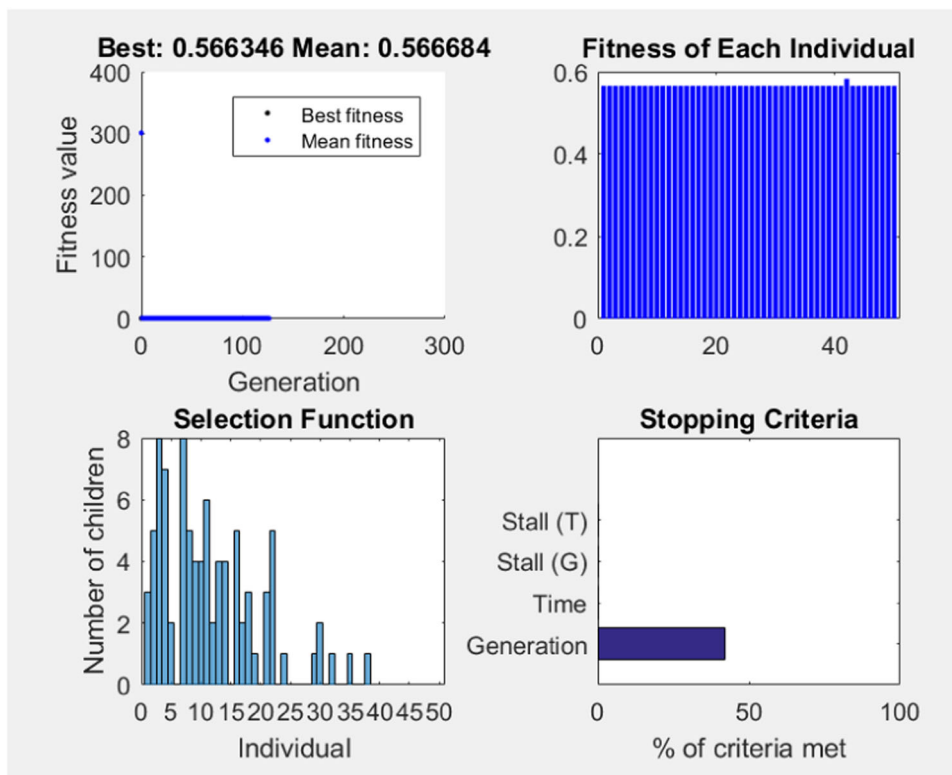 Best: 0.566346 Mean: 0.566684
400
300
200
100
0
Fitness value
Best fitness
Mean fitness
0 100 200 300
Generation
Fitness of Each Individual
0.6
0.4
0.2
0
0 20 40
Selection Function
8
6
4
2
0
Number of children
0 5 10 15 20 25 30 35 40 45 50
Individual
Stopping Criteria
Stall (T)
Stall (G)
Time
Generation
0 50 100
% of criteria met